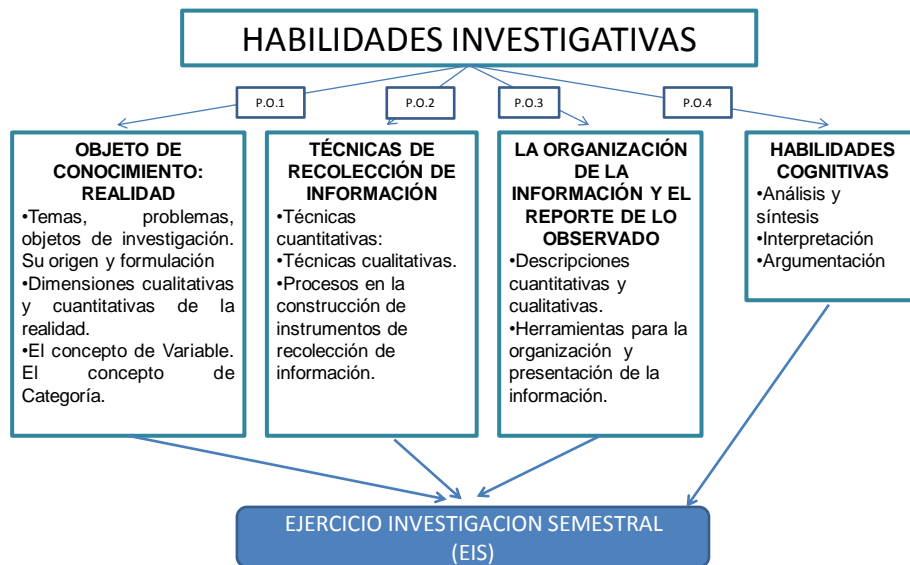 HABILIDADES INVESTIGATIVAS
P.O.1
P.O.2
P.O.3
P.O.4
OBJETO DE
CONOCIMIENTO:
REALIDAD
•Temas, problemas,
objetos de investigación.
Su origen y formulación
•Dimensiones cualitativas
y cuantitativas de la
realidad.
•El concepto de Variable.
El concepto de
Categoría.
TÉCNICAS DE
RECOLECCIÓN DE
INFORMACIÓN
•Técnicas
cuantitativas:
•Técnicas cualitativas.
•Procesos en la
construcción de
instrumentos de
recolección de
información.
LA ORGANIZACIÓN
DE LA
INFORMACIÓN Y EL
REPORTE DE LO
OBSERVADO
•Descripciones
cuantitativas y
cualitativas.
•Herramientas para la
organización y
presentación de la
información.
HABILIDADES
COGNITIVAS
•Análisis y
síntesis
•Interpretación
•Argumentación
EJERCICIO INVESTIGACION SEMESTRAL
(EIS)